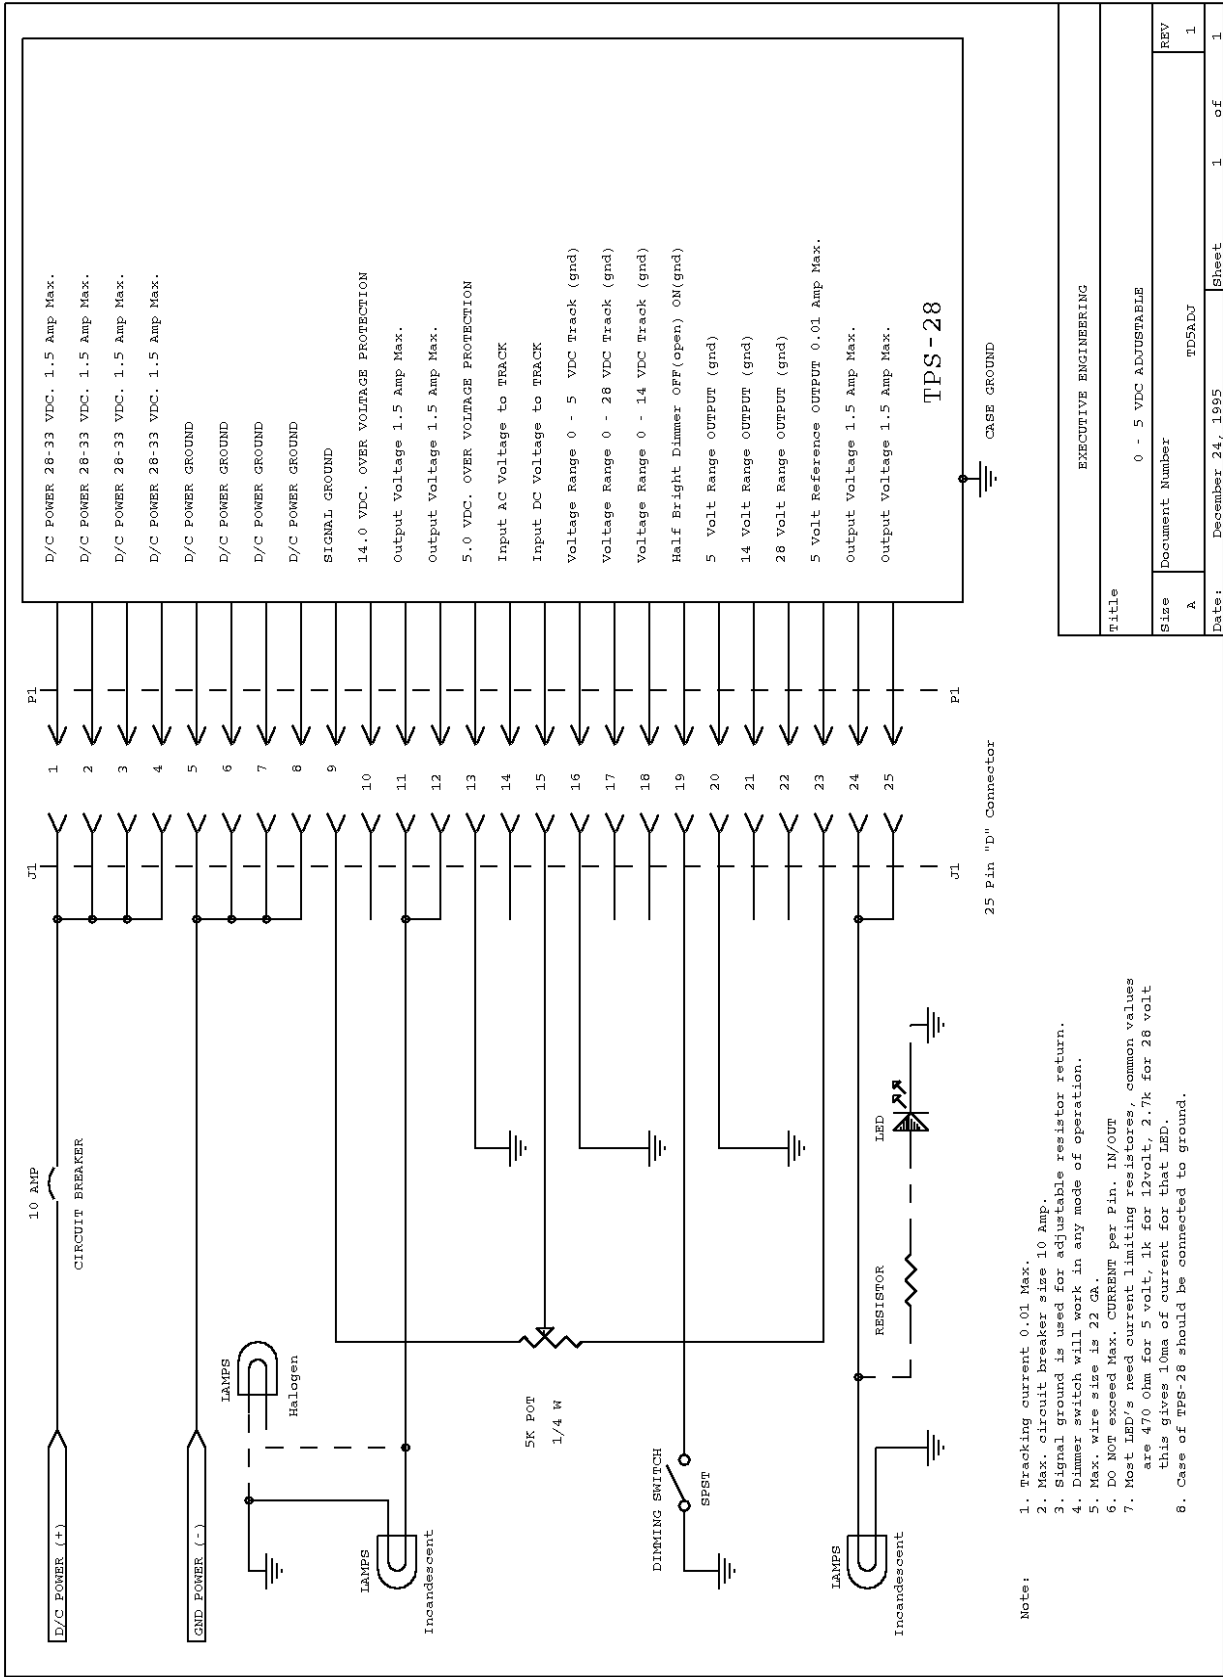 D/C POWER (+)
10 AMP
CIRCUIT BREAKER
GND POWER (-)
LAMPS
Halogen
LAMPS
Incandescent
5K POT
1/4 W
DIMMING SWITCH
SPST
LAMPS
Incandescent
RESISTOR
LED
J1
P1
1
2
3
4
5
6
7
8
9
10
11
12
13
14
15
16
17
18
19
20
21
22
23
24
25
J1
P1
25 Pin "D" Connector
D/C POWER 28-33 VDC. 1.5 Amp Max.
D/C POWER 28-33 VDC. 1.5 Amp Max.
D/C POWER 28-33 VDC. 1.5 Amp Max.
D/C POWER 28-33 VDC. 1.5 Amp Max.
D/C POWER GROUND
D/C POWER GROUND
D/C POWER GROUND
D/C POWER GROUND
SIGNAL GROUND
14.0 VDC. OVER VOLTAGE PROTECTION
Output Voltage 1.5 Amp Max.
Output Voltage 1.5 Amp Max.
5.0 VDC. OVER VOLTAGE PROTECTION
Input AC Voltage to TRACK
Input DC Voltage to TRACK
Voltage Range 0 - 5 VDC Track (gnd)
Voltage Range 0 - 28 VDC Track (gnd)
Voltage Range 0 - 14 VDC Track (gnd)
Half Bright Dimmer OFF(open) ON(gnd)
5 Volt Range OUTPUT (gnd)
14 Volt Range OUTPUT (gnd)
28 Volt Range OUTPUT (gnd)
5 Volt Reference OUTPUT 0.01 Amp Max.
Output Voltage 1.5 Amp Max.
Output Voltage 1.5 Amp Max.
TPS-28
CASE GROUND
Note:
1. Tracking current 0.01 Max.
2. Max. circuit breaker size 10 Amp.
3. Signal ground is used for adjustable resistor return.
4. Dimmer switch will work in any mode of operation.
5. Max. wire size is 22 GA.
6. DO NOT exceed Max. CURRENT per Pin. IN/OUT
7. Most LED's need current limiting resistores, common values
are 470 Ohm for 5 volt, 1k for 12volt, 2.7k for 28 volt
this gives 10ma of current for that LED.
8. Case of TPS-28 should be connected to ground.
EXECUTIVE ENGINEERING
Title
0 - 5 VDC ADJUSTABLE
Size Document Number REV
A TD5ADJ 1
Date: December 24, 1995 Sheet 1 of 1